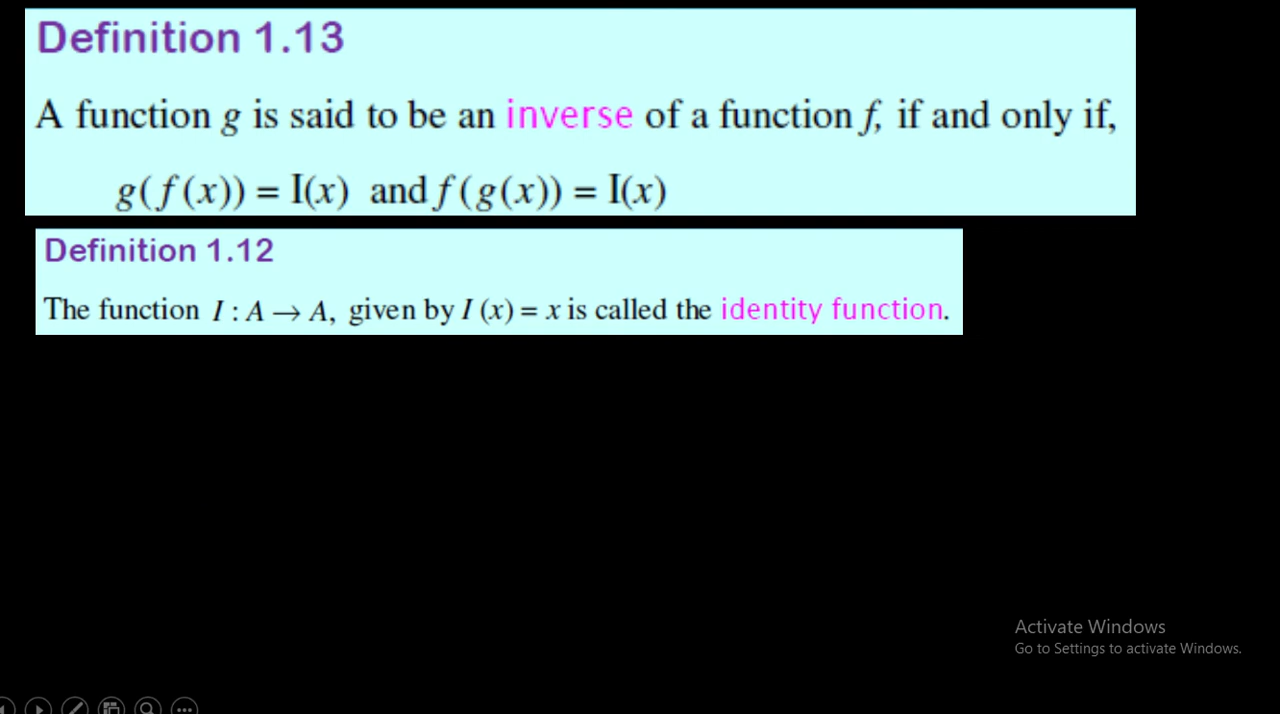 Definition 1.13
A function g is said to be an inverse of a function f, if and only if,
g(f(x)) = I(x) and f(g(x)) = I(x)
Definition 1.12
The function I : A → A, given by I (x) = x is called the identity function.
Activate Windows
Go to Settings to activate Windows.